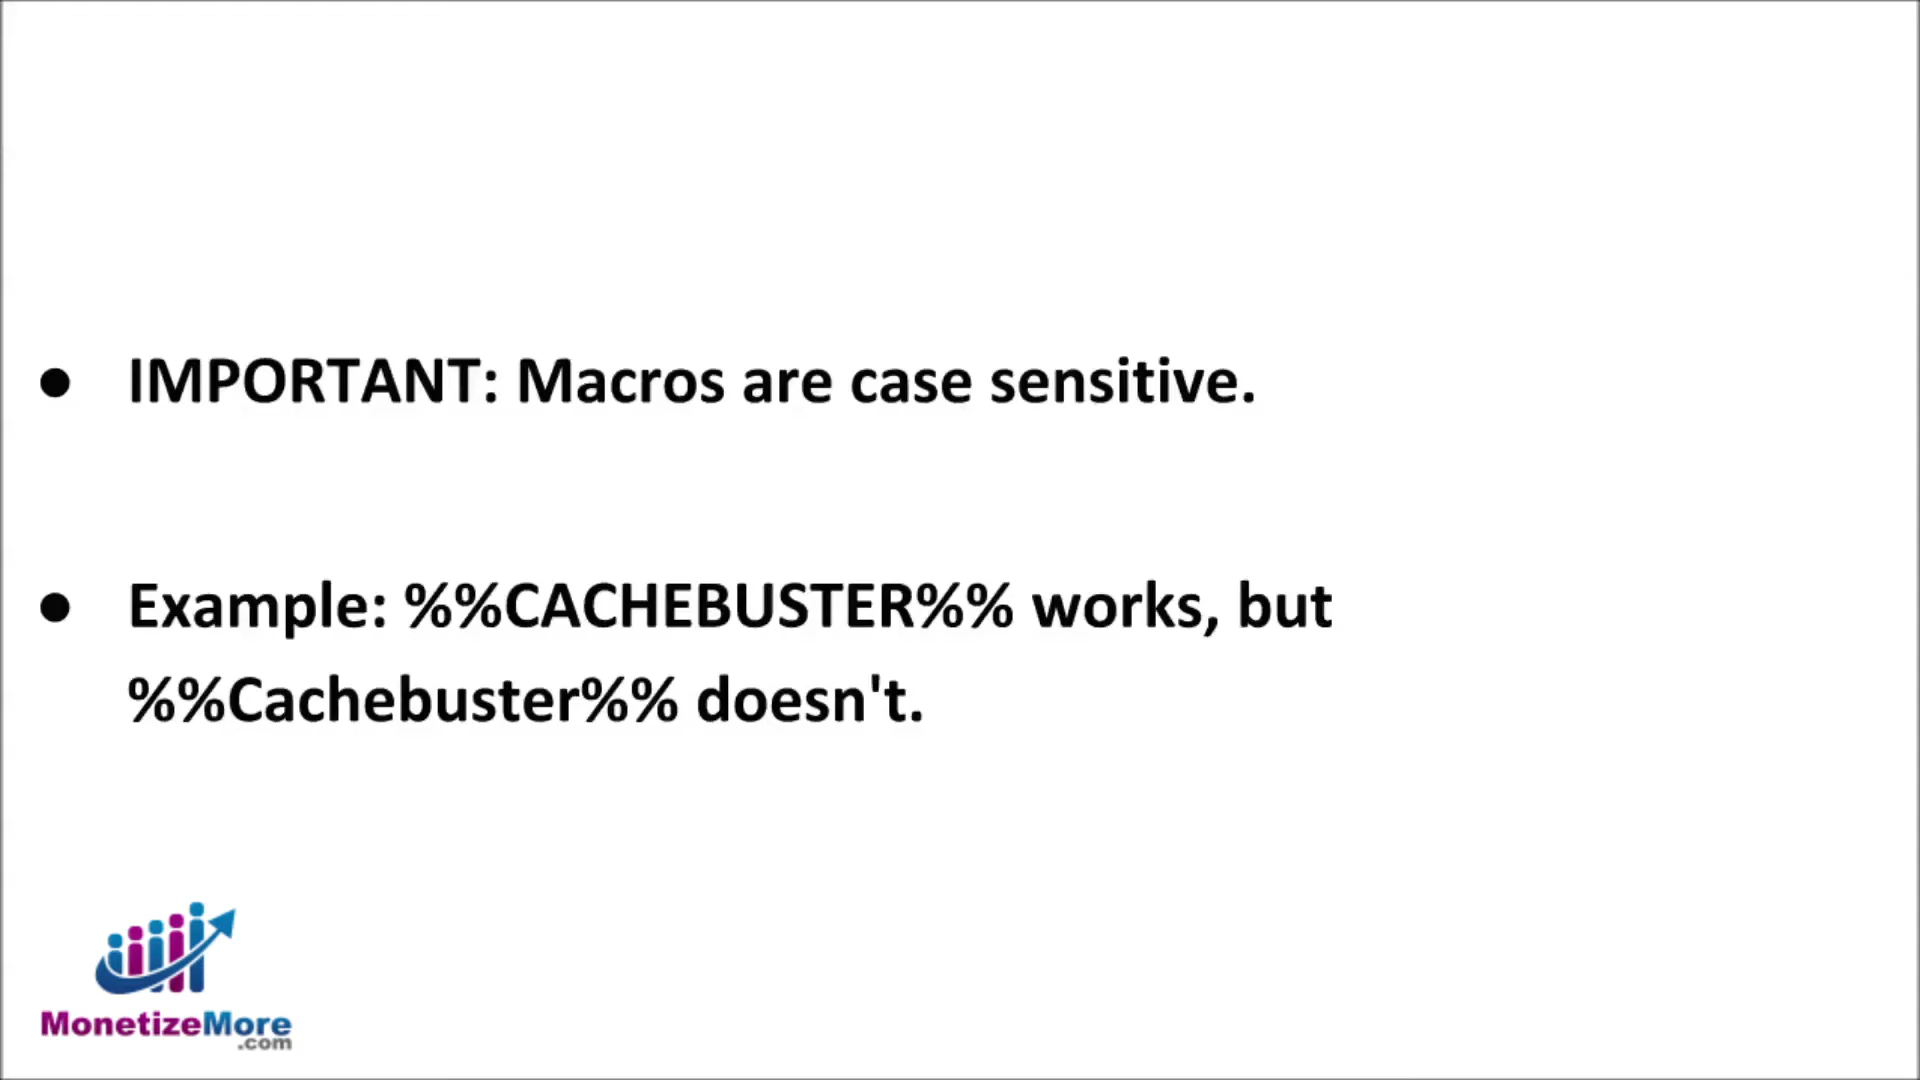 ● IMPORTANT: Macros are case sensitive.
● Example: %%CACHEBUSTER%% works, but
%%Cachebuster%% doesn't.
MonetizeMore
.com